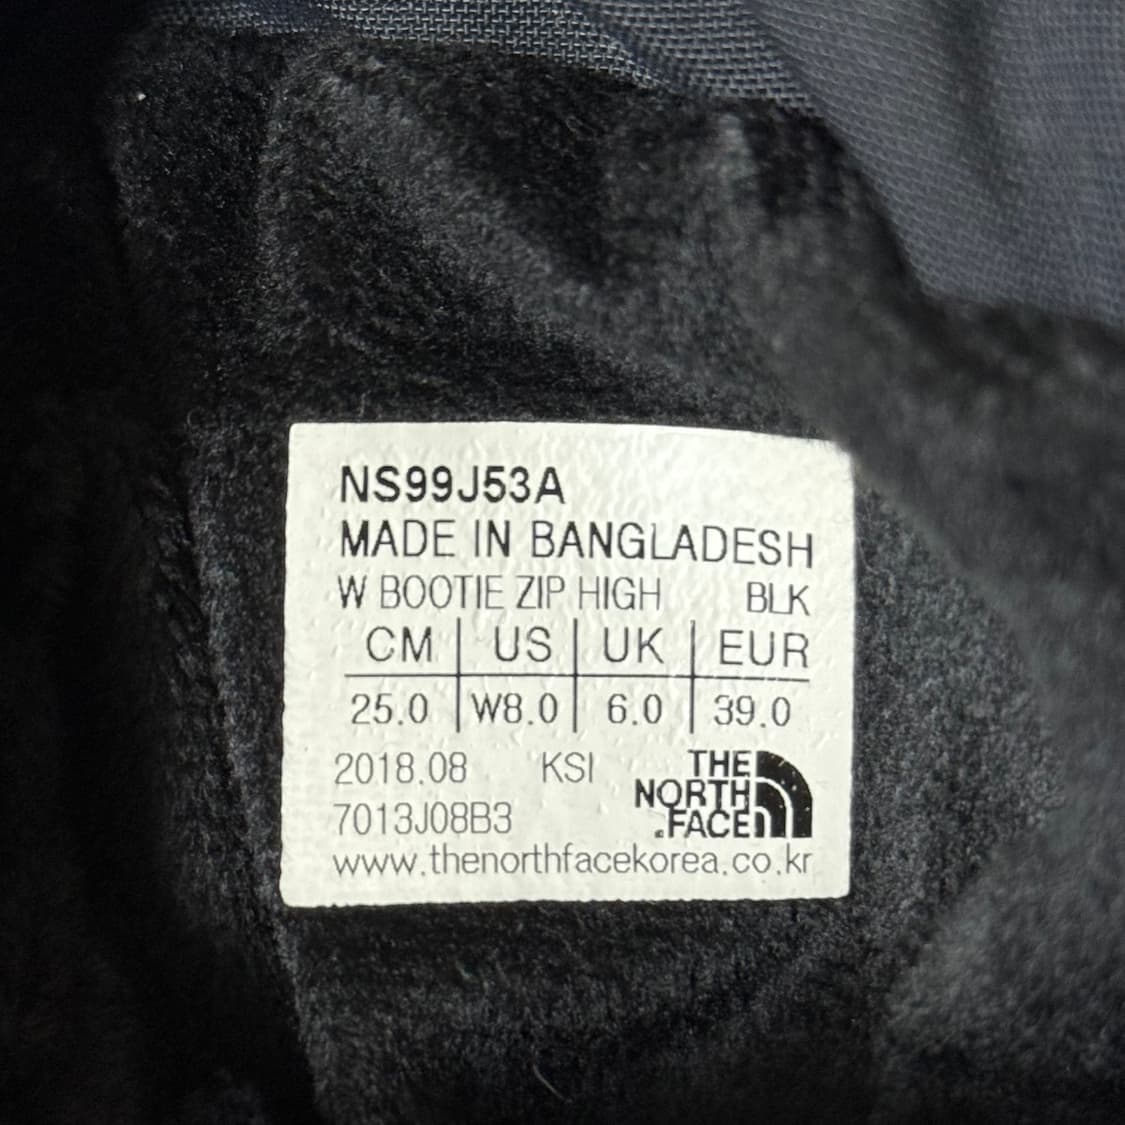 NS99J53A
MADE IN BANGLADESH
W BOOTIE ZIP HIGH BLK
CM US UK EUR
25.0 W8.0 6.0 39.0
2018.08 KSI
7013J08B3
THE
NORTH
FACE
www.thenorthfacekorea.co.kr